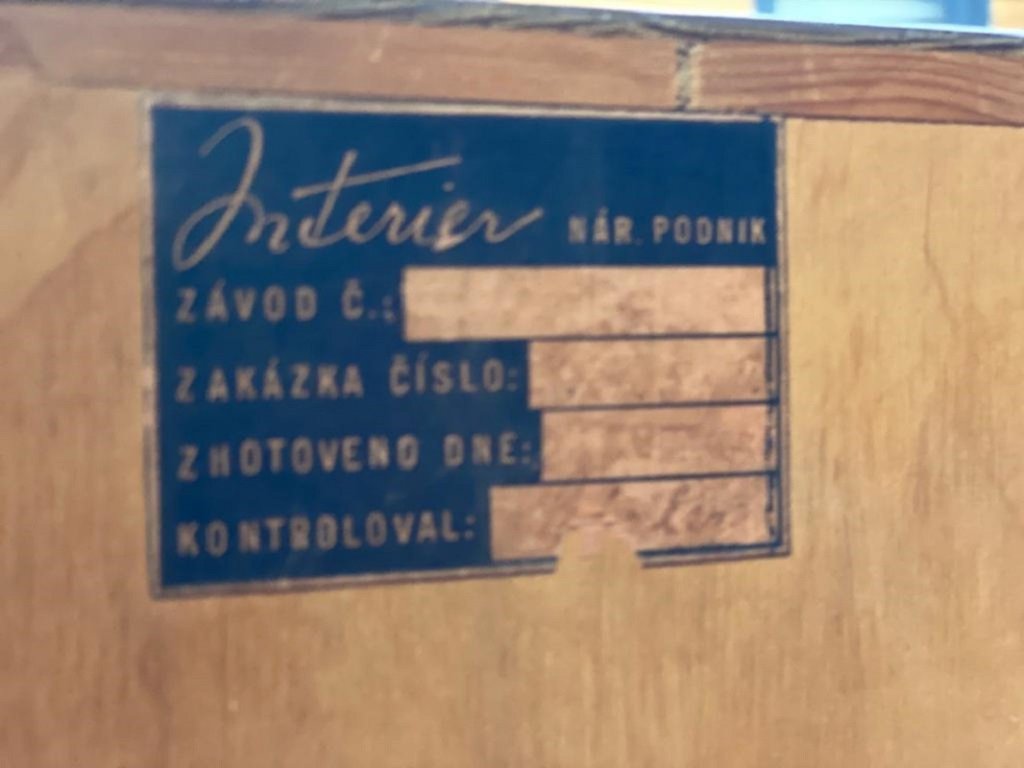 Interier NÁR. PODNIK
ZÁVOD Č.:
ZAKÁZKA ČÍSLO:
ZHOTOVENO DNE:
KONTROLOVAL: